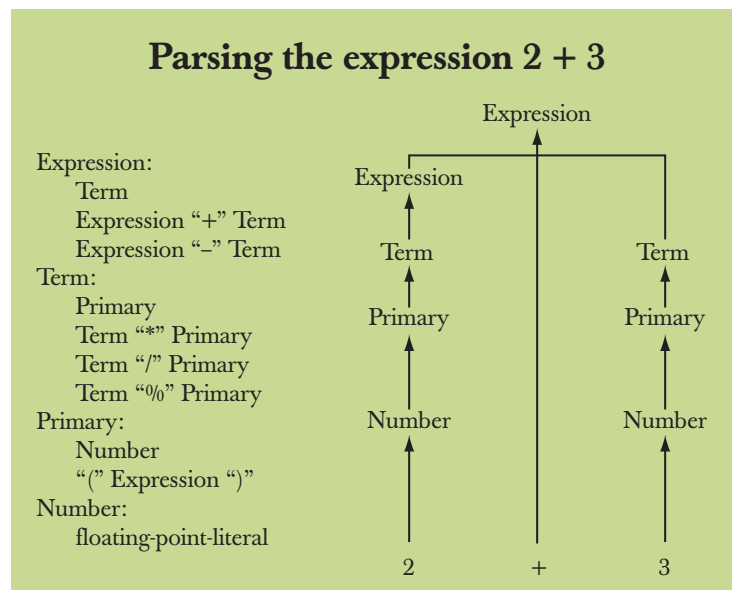 Parsing the expression 2 + 3
Expression:
Term
Expression “+” Term
Expression “–” Term
Term:
Primary
Term “*” Primary
Term “/” Primary
Term “%” Primary
Primary:
Number
“(” Expression “)”
Number:
floating-point-literal
Expression
Expression
Term Term
Primary Primary
Number Number
2 + 3